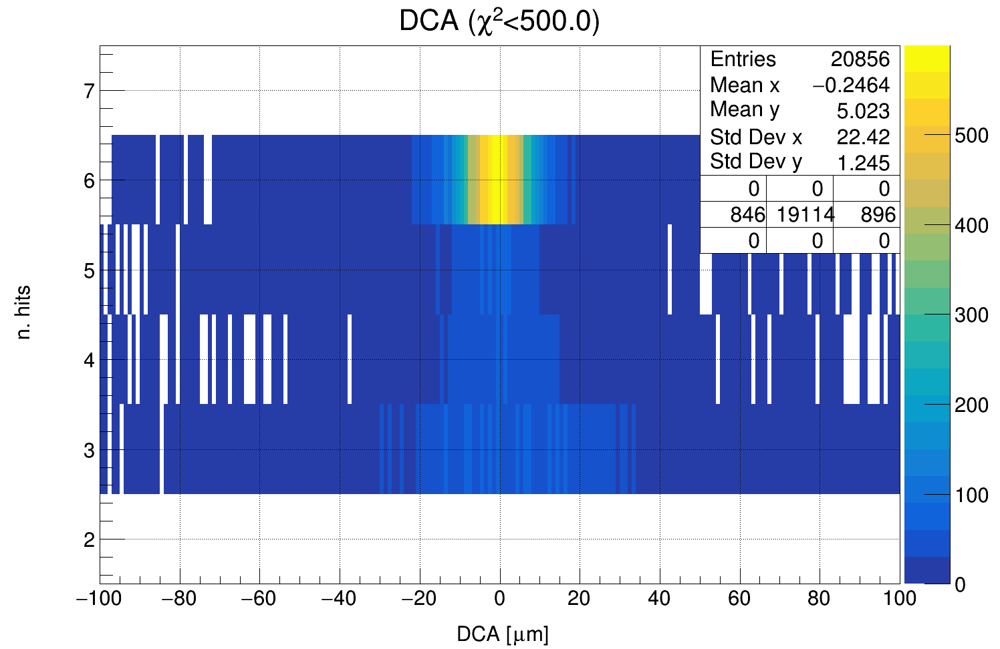 DCA (χ²<500.0)
Entries 20856
Mean x −0.2464
Mean y 5.023
Std Dev x 22.42
Std Dev y 1.245
0 0 0
846 19114 896
0 0 0
7
6
5
4
3
2
n. hits
500
400
300
200
100
0
−100 −80 −60 −40 −20 0 20 40 60 80 100
DCA [μm]